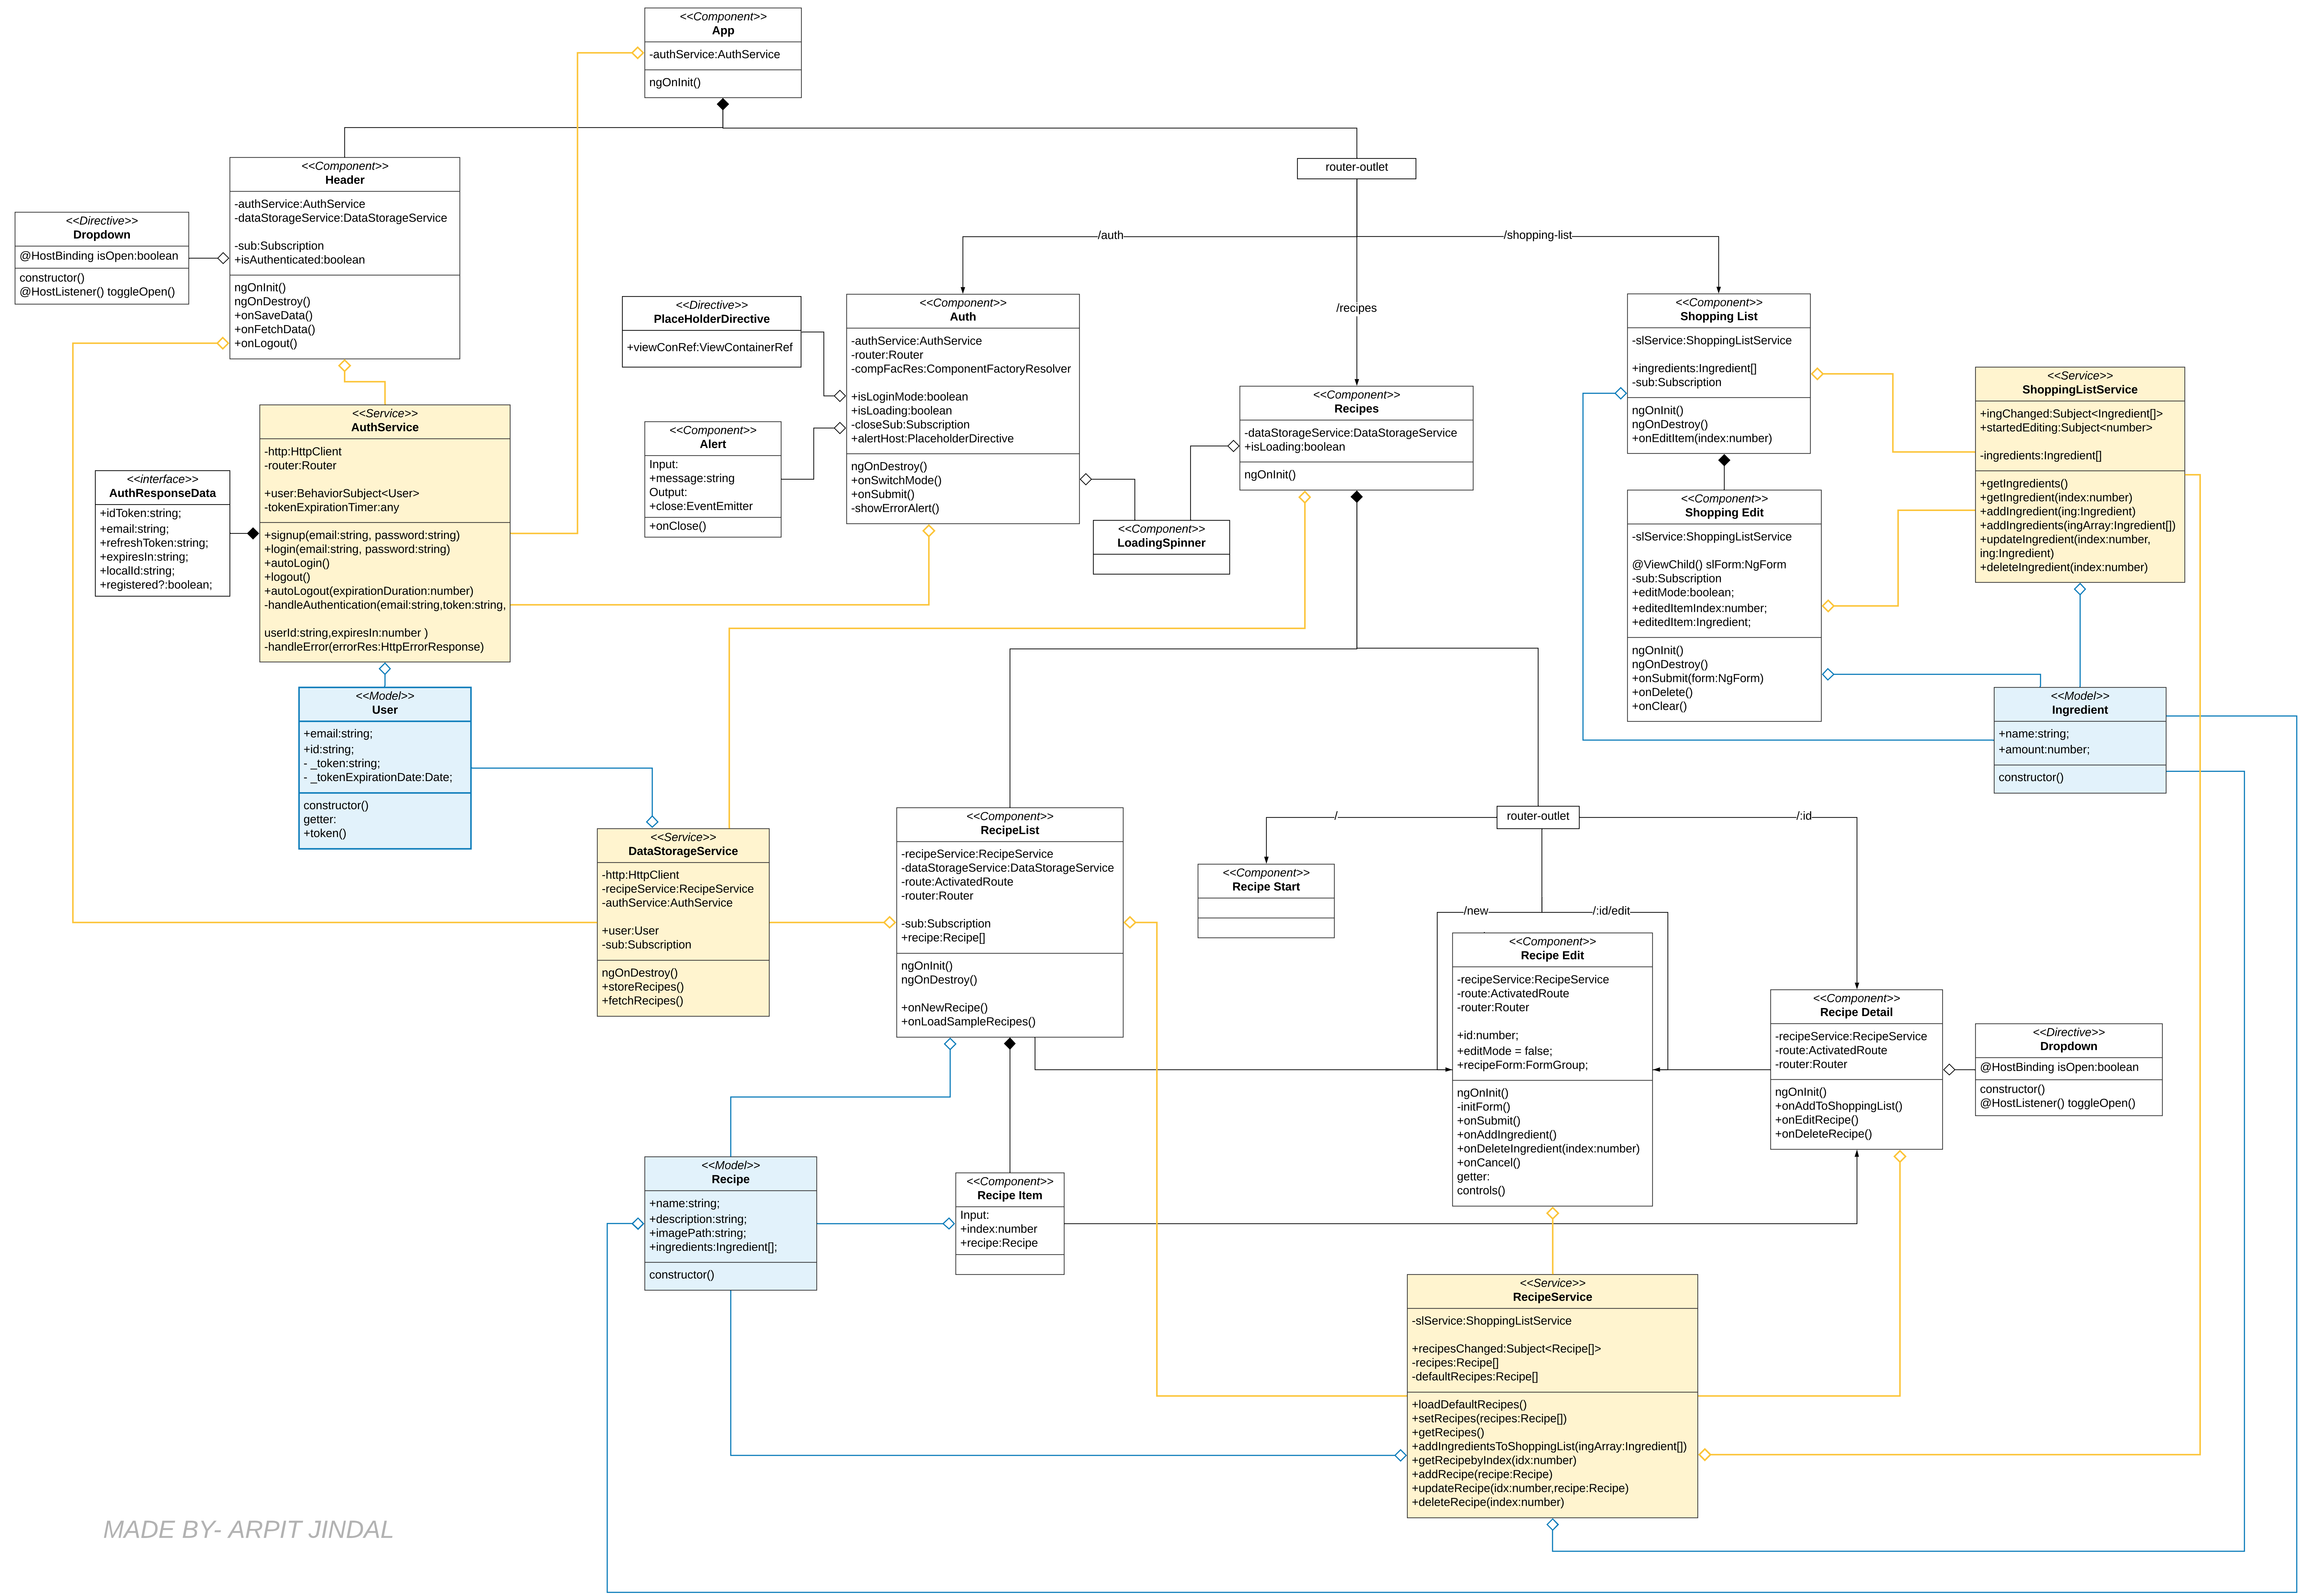 <<Component>>
App
-authService:AuthService
ngOnInit()
<<Component>>
Header
-authService:AuthService
-dataStorageService:DataStorageService
-sub:Subscription
+isAuthenticated:boolean
ngOnInit()
ngOnDestroy()
+onSaveData()
+onFetchData()
+onLogout()
router-outlet
<<Directive>>
Dropdown
@HostBinding isOpen:boolean
constructor()
@HostListener() toggleOpen()
/auth
/shopping-list
/recipes
<<Directive>>
PlaceHolderDirective
+viewConRef:ViewContainerRef
<<Component>>
Auth
-authService:AuthService
-router:Router
-compFacRes:ComponentFactoryResolver
+isLoginMode:boolean
+isLoading:boolean
-closeSub:Subscription
+alertHost:PlaceholderDirective
ngOnDestroy()
+onSwitchMode()
+onSubmit()
-showErrorAlert()
<<Component>>
Shopping List
-slService:ShoppingListService
+ingredients:Ingredient[]
-sub:Subscription
ngOnInit()
ngOnDestroy()
+onEditItem(index:number)
<<Service>>
ShoppingListService
+ingChanged:Subject<Ingredient[]>
+startedEditing:Subject<number>
-ingredients:Ingredient[]
+getIngredients()
+getIngredient(index:number)
+addIngredient(ing:Ingredient)
+addIngredients(ingArray:Ingredient[])
+updateIngredient(index:number,
ing:Ingredient)
+deleteIngredient(index:number)
<<Component>>
Recipes
-dataStorageService:DataStorageService
+isLoading:boolean
ngOnInit()
<<Service>>
AuthService
-http:HttpClient
-router:Router
+user:BehaviorSubject<User>
-tokenExpirationTimer:any
+signup(email:string, password:string)
+login(email:string, password:string)
+autoLogin()
+logout()
+autoLogout(expirationDuration:number)
-handleAuthentication(email:string,token:string,
userId:string,expiresIn:number )
-handleError(errorRes:HttpErrorResponse)
<<Component>>
Alert
Input:
+message:string
Output:
+close:EventEmitter
+onClose()
<<interface>>
AuthResponseData
+idToken:string;
+email:string;
+refreshToken:string;
+expiresIn:string;
+localId:string;
+registered?:boolean;
<<Component>>
LoadingSpinner
<<Component>>
Shopping Edit
-slService:ShoppingListService
@ViewChild() slForm:NgForm
-sub:Subscription
+editMode:boolean;
+editedItemIndex:number;
+editedItem:Ingredient;
ngOnInit()
ngOnDestroy()
+onSubmit(form:NgForm)
+onDelete()
+onClear()
<<Model>>
User
+email:string;
+id:string;
- _token:string;
- _tokenExpirationDate:Date;
constructor()
getter:
+token()
<<Model>>
Ingredient
+name:string;
+amount:number;
constructor()
<<Service>>
DataStorageService
-http:HttpClient
-recipeService:RecipeService
-authService:AuthService
+user:User
-sub:Subscription
ngOnDestroy()
+storeRecipes()
+fetchRecipes()
<<Component>>
RecipeList
-recipeService:RecipeService
-dataStorageService:DataStorageService
-route:ActivatedRoute
-router:Router
-sub:Subscription
+recipe:Recipe[]
ngOnInit()
ngOnDestroy()
+onNewRecipe()
+onLoadSampleRecipes()
/
router-outlet
/:id
<<Component>>
Recipe Start
/new
/:id/edit
<<Component>>
Recipe Edit
-recipeService:RecipeService
-route:ActivatedRoute
-router:Router
+id:number;
+editMode = false;
+recipeForm:FormGroup;
ngOnInit()
-initForm()
+onSubmit()
+onAddIngredient()
+onDeleteIngredient(index:number)
+onCancel()
getter:
controls()
<<Component>>
Recipe Detail
-recipeService:RecipeService
-route:ActivatedRoute
-router:Router
ngOnInit()
+onAddToShoppingList()
+onEditRecipe()
+onDeleteRecipe()
<<Directive>>
Dropdown
@HostBinding isOpen:boolean
constructor()
@HostListener() toggleOpen()
<<Model>>
Recipe
+name:string;
+description:string;
+imagePath:string;
+ingredients:Ingredient[];
constructor()
<<Component>>
Recipe Item
Input:
+index:number
+recipe:Recipe
<<Service>>
RecipeService
-slService:ShoppingListService
+recipesChanged:Subject<Recipe[]>
-recipes:Recipe[]
-defaultRecipes:Recipe[]
+loadDefaultRecipes()
+setRecipes(recipes:Recipe[])
+getRecipes()
+addIngredientsToShoppingList(ingArray:Ingredient[])
+getRecipebyIndex(idx:number)
+addRecipe(recipe:Recipe)
+updateRecipe(idx:number,recipe:Recipe)
+deleteRecipe(index:number)
MADE BY- ARPIT JINDAL